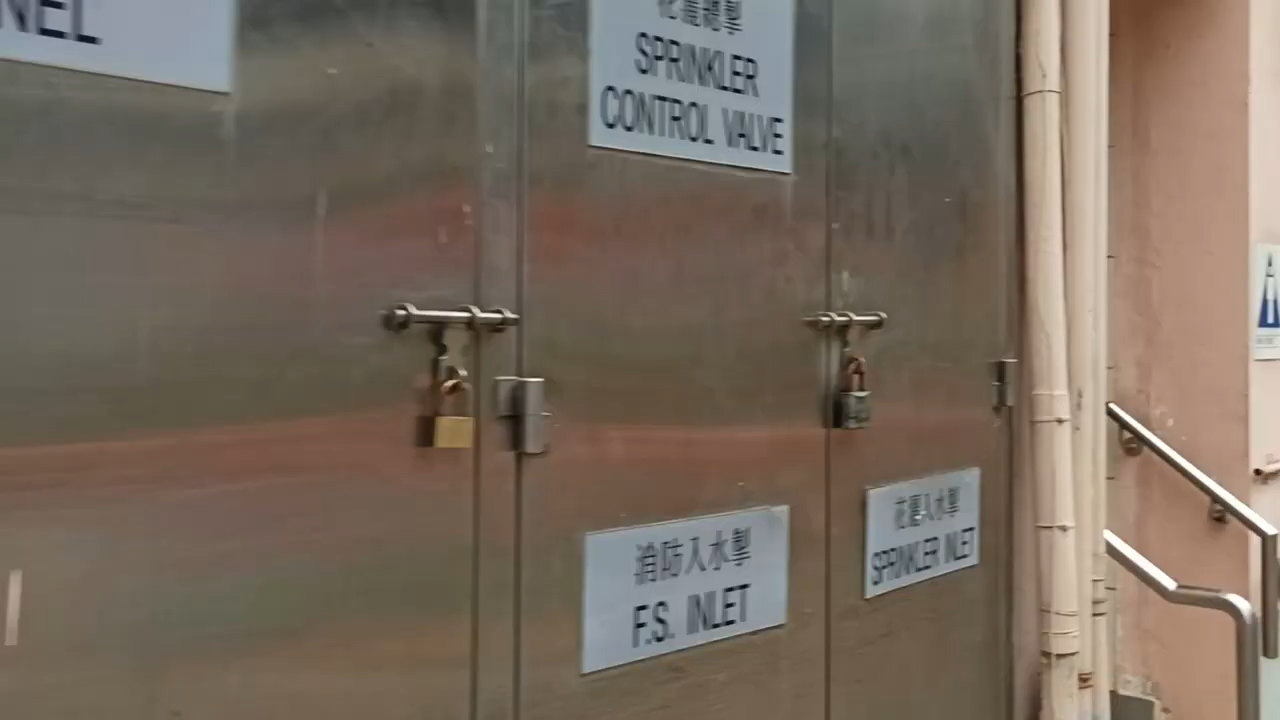 NEL
花灑總掣
SPRINKLER
CONTROL VALVE
消防入水掣
F.S. INLET
花灑入水掣
SPRINKLER INLET